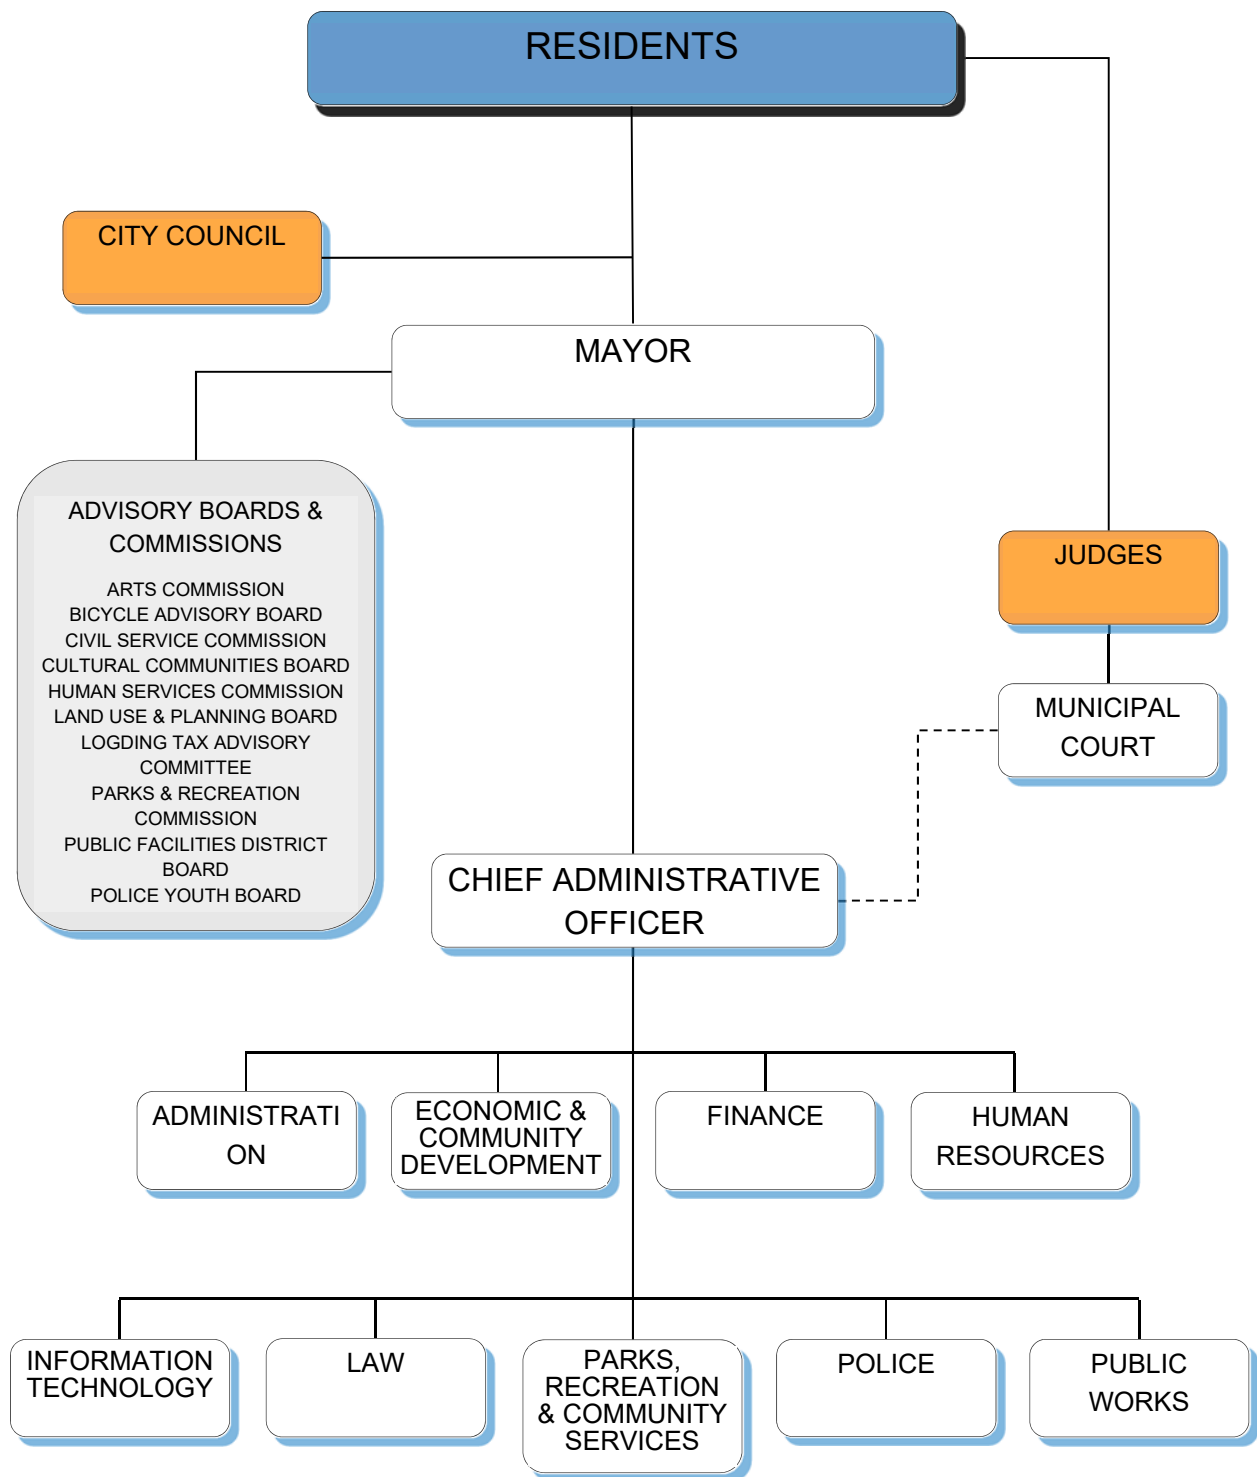 RESIDENTS
CITY COUNCIL
MAYOR
ADVISORY BOARDS &
COMMISSIONS
ARTS COMMISSION
BICYCLE ADVISORY BOARD
CIVIL SERVICE COMMISSION
CULTURAL COMMUNITIES BOARD
HUMAN SERVICES COMMISSION
LAND USE & PLANNING BOARD
LOGDING TAX ADVISORY
COMMITTEE
PARKS & RECREATION
COMMISSION
PUBLIC FACILITIES DISTRICT
BOARD
POLICE YOUTH BOARD
JUDGES
MUNICIPAL
COURT
CHIEF ADMINISTRATIVE
OFFICER
ADMINISTRATI
ON
ECONOMIC &
COMMUNITY
DEVELOPMENT
FINANCE
HUMAN
RESOURCES
INFORMATION
TECHNOLOGY
LAW
PARKS,
RECREATION
& COMMUNITY
SERVICES
POLICE
PUBLIC
WORKS